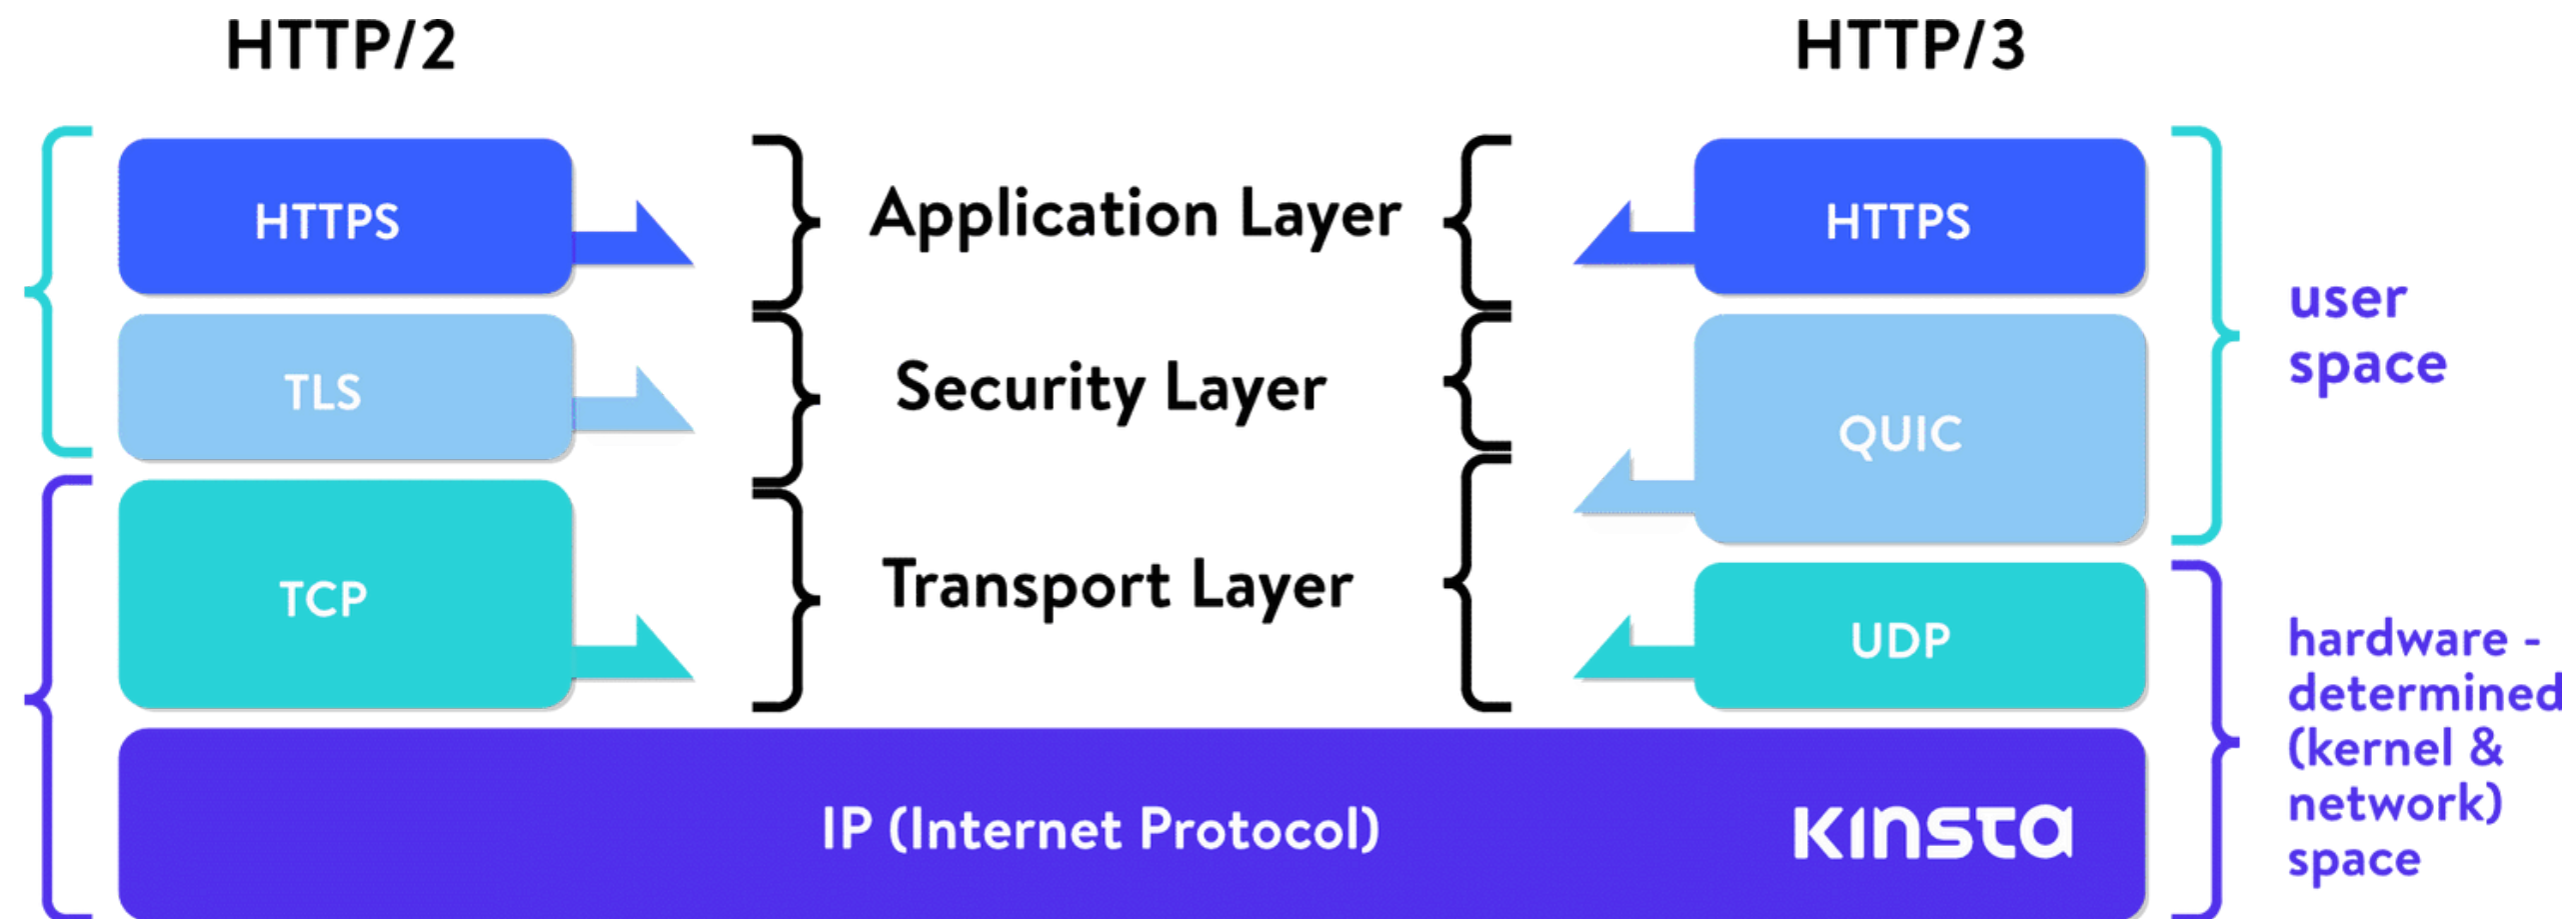 HTTP/2
HTTP/3
HTTPS
Application Layer
HTTPS
TLS
Security Layer
QUIC
user
space
TCP
Transport Layer
UDP
hardware -
determined
(kernel &
network)
space
IP (Internet Protocol)
KINSTA